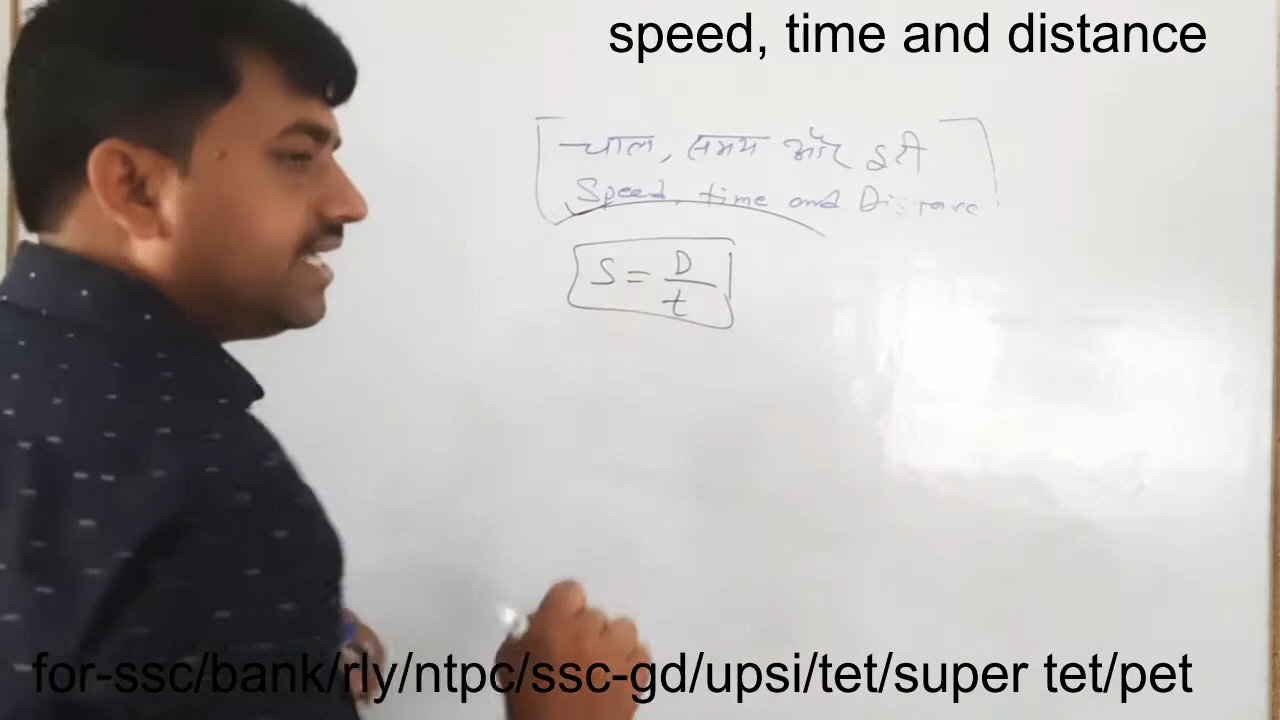 speed, time and distance
चाल, समय और दूरी
Speed, time and Distance
S = D/t
for-ssc/bank/rly/ntpc/ssc-gd/upsi/tet/super tet/pet